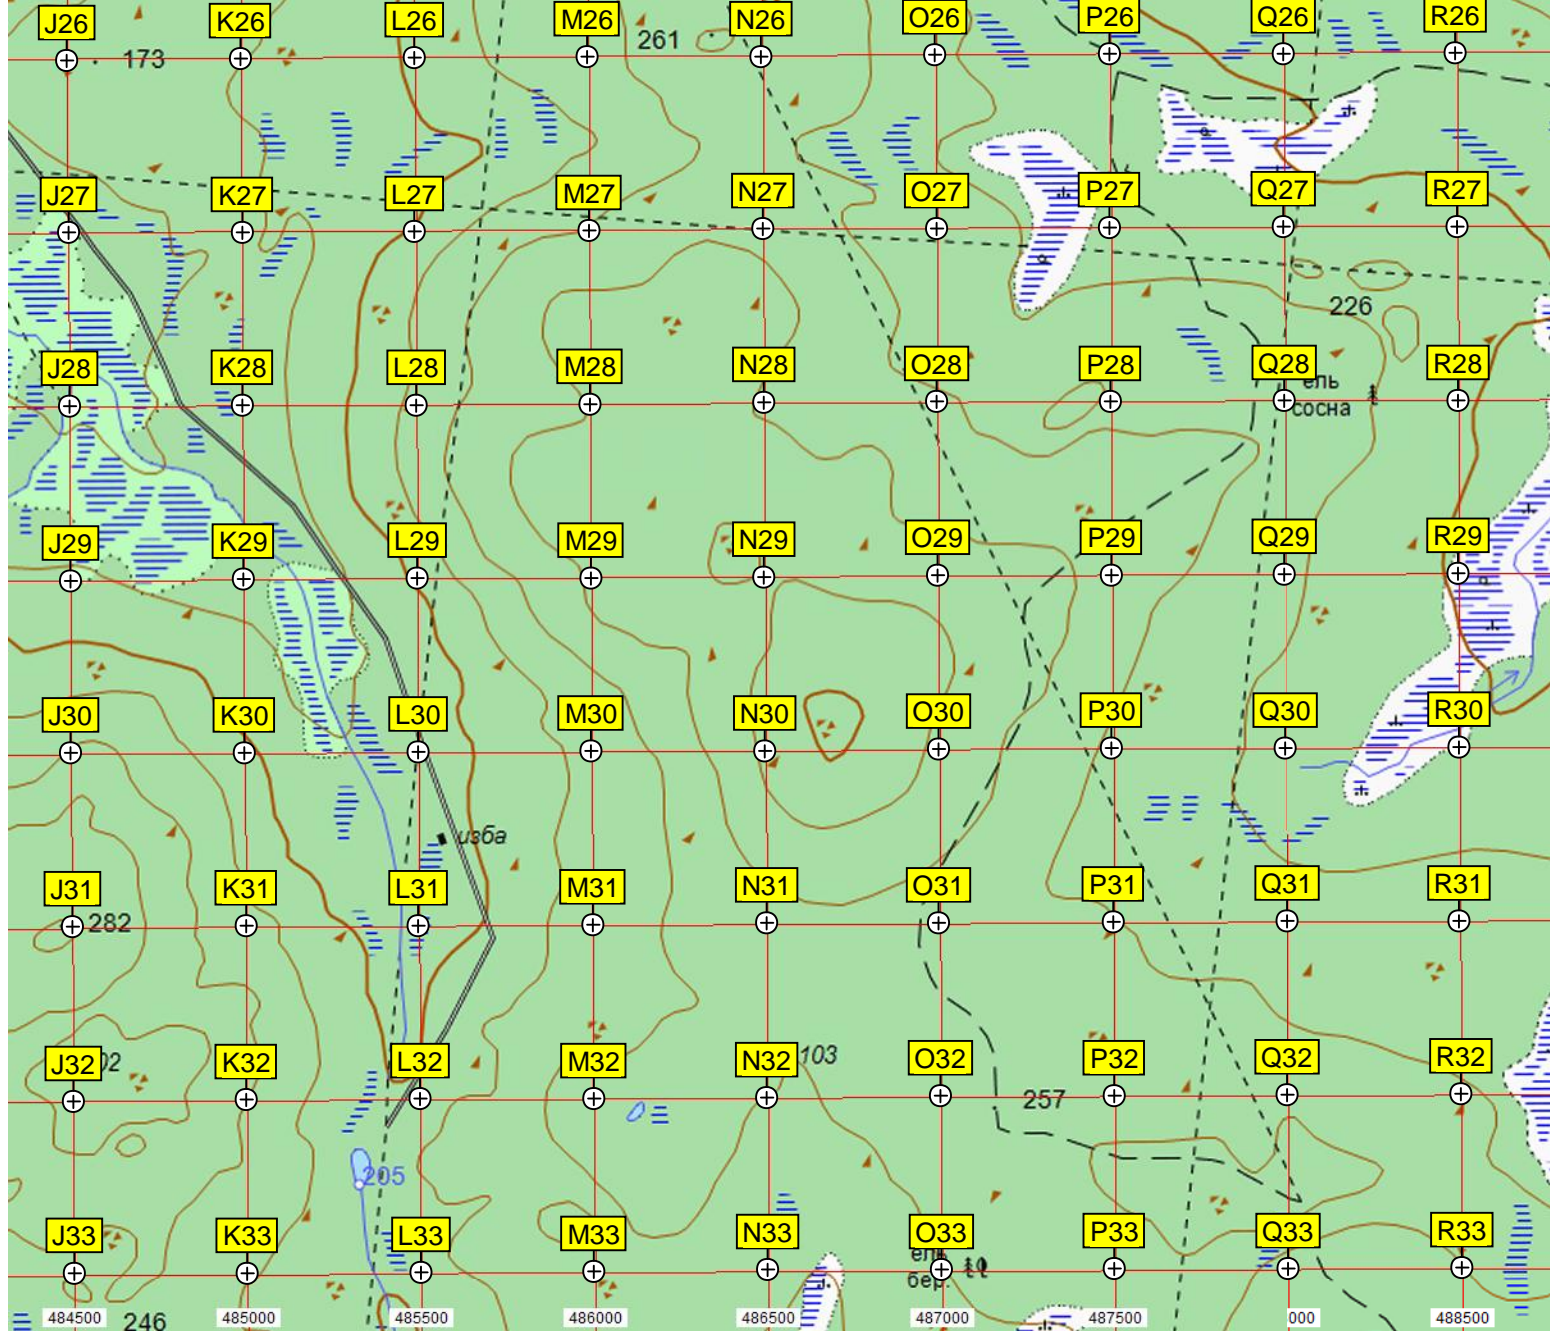 J26 K26 L26 M26 N26 O26 P26 Q26 R26
261
173
J27 K27 L27 M27 N27 O27 P27 Q27 R27
226
J28 K28 L28 M28 N28 O28 P28 Q28 R28
ель
сосна
J29 K29 L29 M29 N29 O29 P29 Q29 R29
J30 K30 L30 M30 N30 O30 P30 Q30 R30
изба
J31 K31 L31 M31 N31 O31 P31 Q31 R31
282
J32 02 K32 L32 M32 N32 103 O32 P32 Q32 R32
257
205
J33 K33 L33 M33 N33 O33 P33 Q33 R33
ель
бер.
484500 485000 485500 486000 486500 487000 487500 000 488500
246